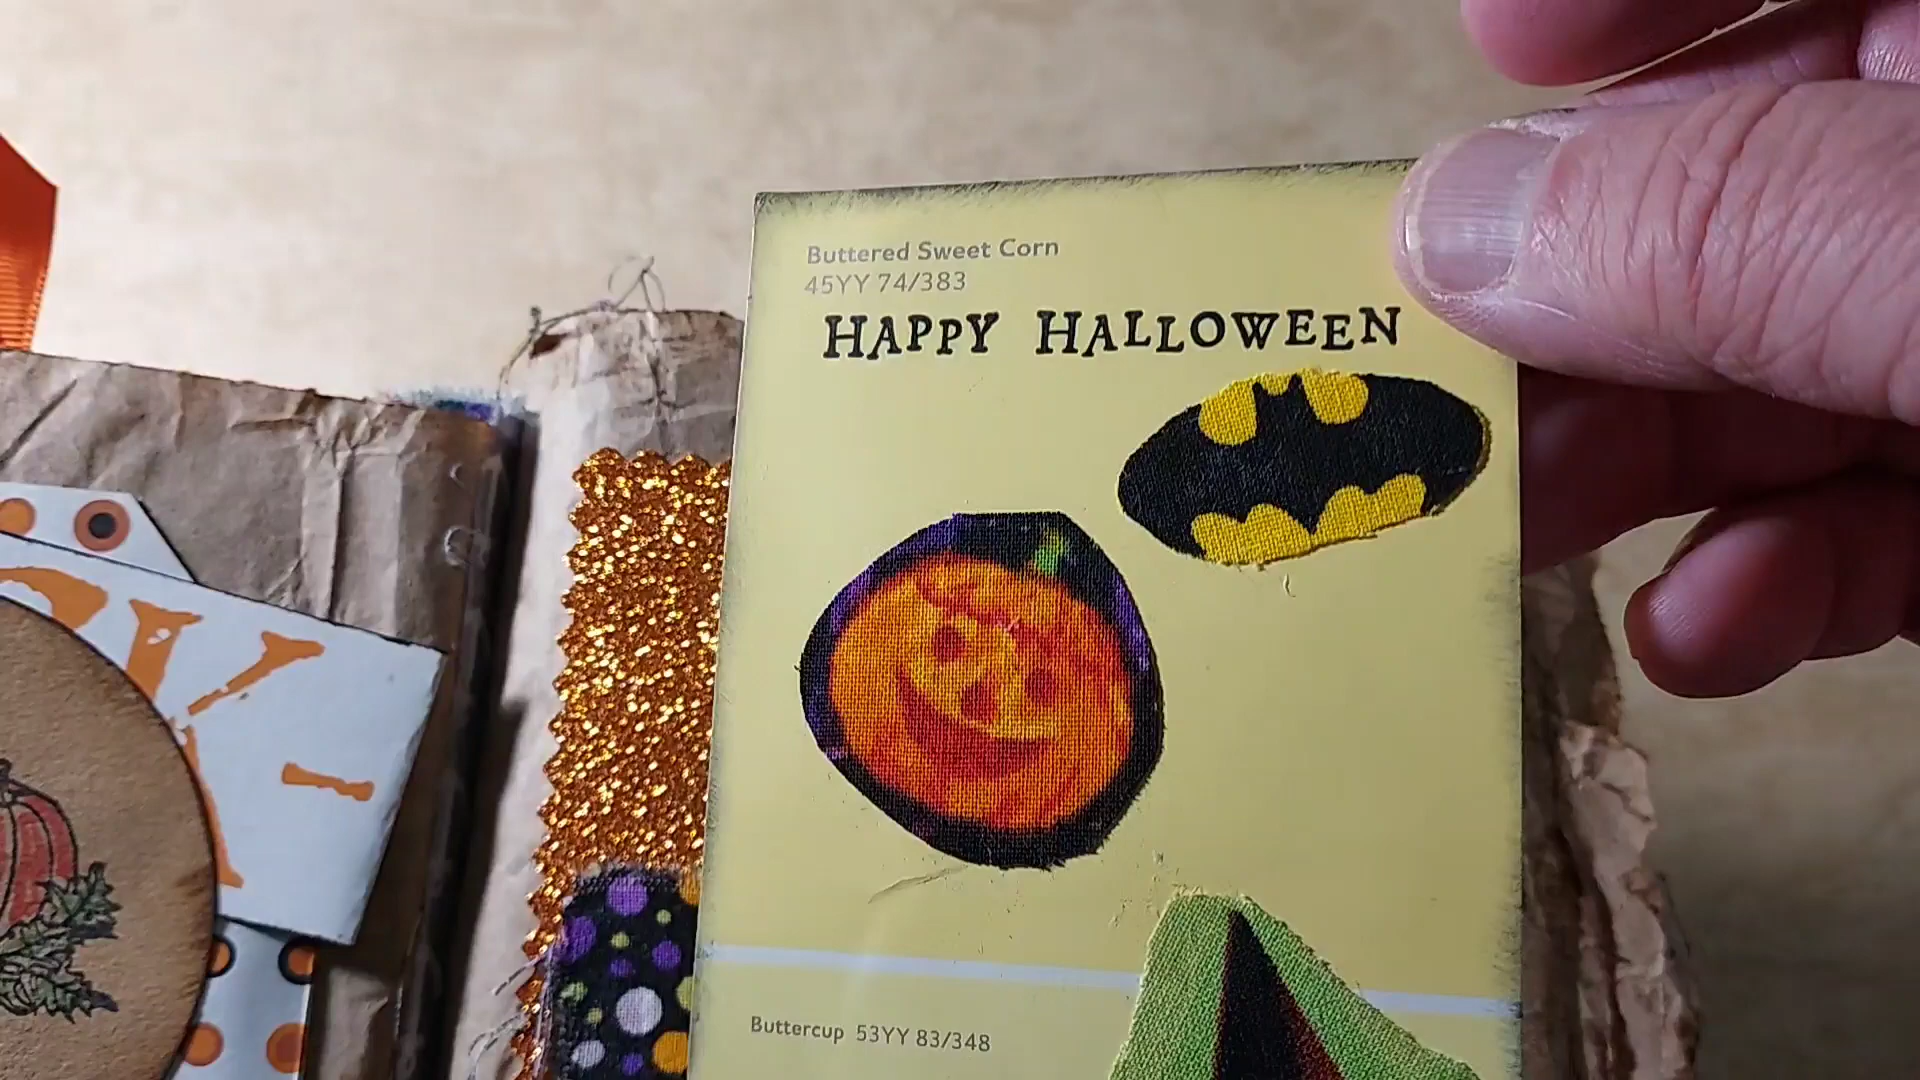 Buttered Sweet Corn
45YY 74/383
HAPPY HALLOWEEN
Buttercup 53YY 83/348